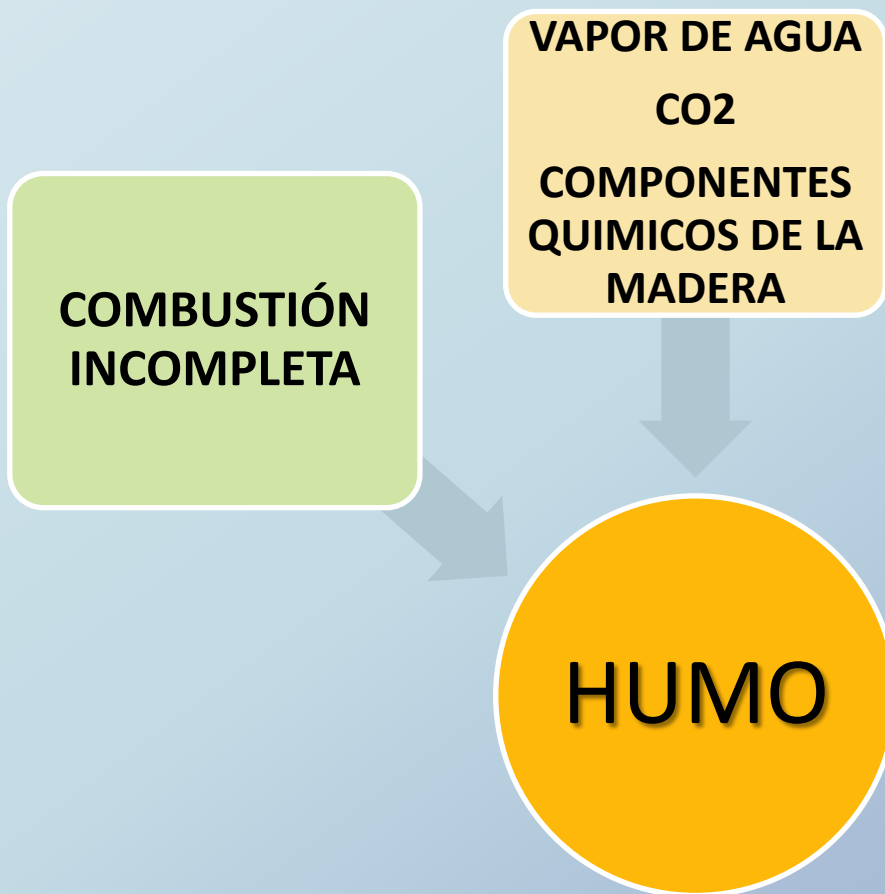 VAPOR DE AGUA
CO2
COMPONENTES
QUIMICOS DE LA
MADERA
COMBUSTIÓN
INCOMPLETA
HUMO